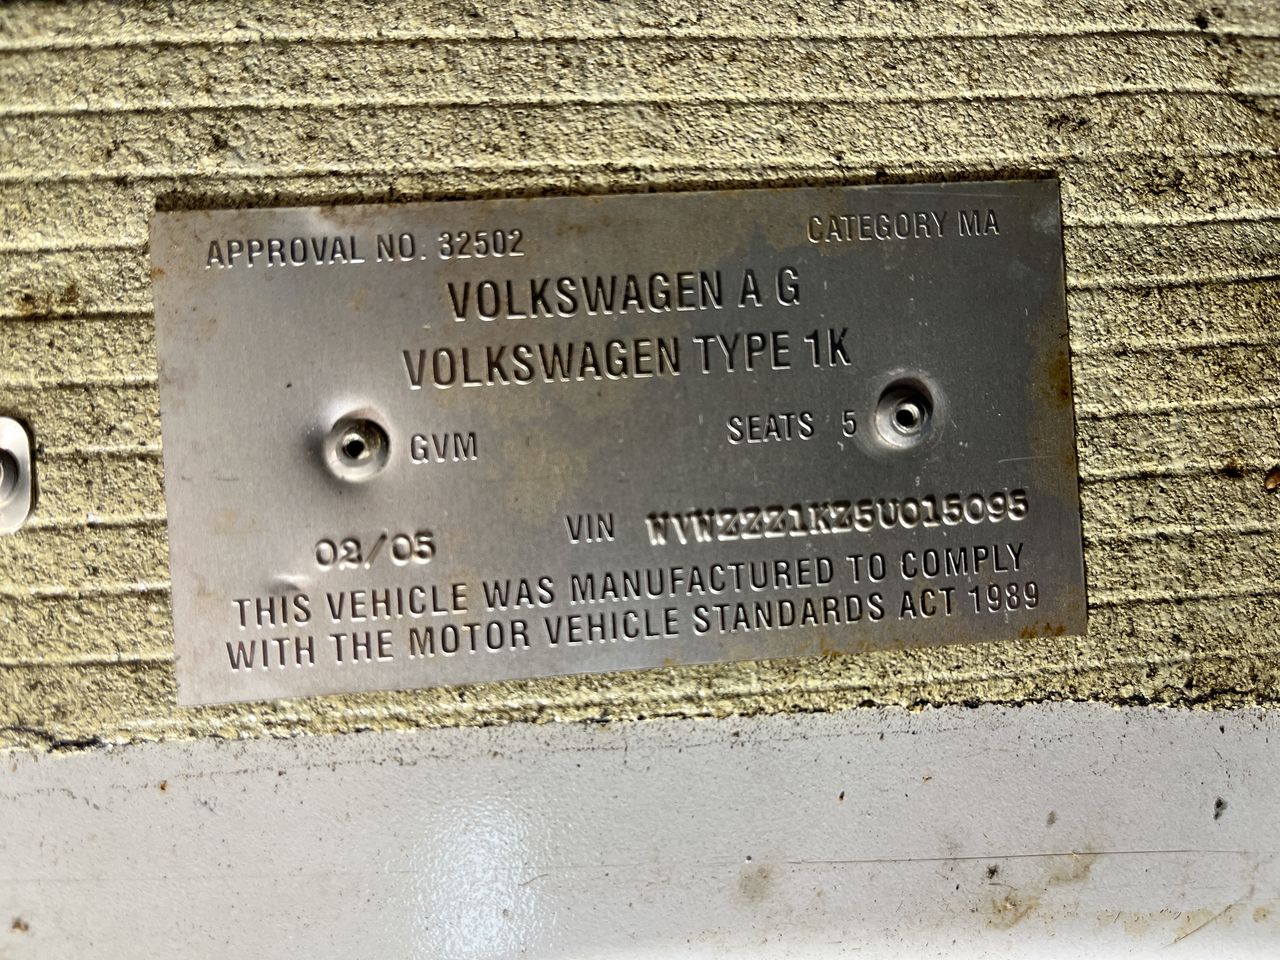 APPROVAL NO. 32502 CATEGORY MA
VOLKSWAGEN A G
VOLKSWAGEN TYPE 1K
GVM SEATS 5
02/05 VIN WVWZZZ1KZ5U015095
THIS VEHICLE WAS MANUFACTURED TO COMPLY
WITH THE MOTOR VEHICLE STANDARDS ACT 1989